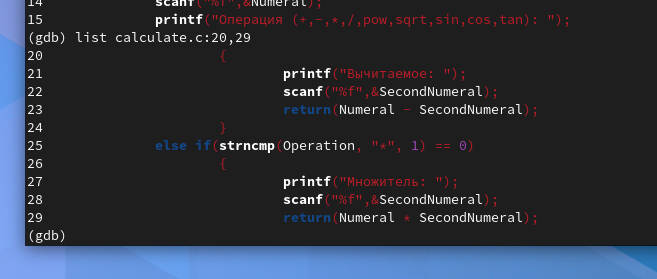 14 scanf("%f",&Numeral);
15 printf("Операция (+,-,*,/,pow,sqrt,sin,cos,tan): ");
(gdb) list calculate.c:20,29
20 {
21 printf("Вычитаемое: ");
22 scanf("%f",&SecondNumeral);
23 return(Numeral - SecondNumeral);
24 }
25 else if(strncmp(Operation, "*", 1) == 0)
26 {
27 printf("Множитель: ");
28 scanf("%f",&SecondNumeral);
29 return(Numeral * SecondNumeral);
(gdb)